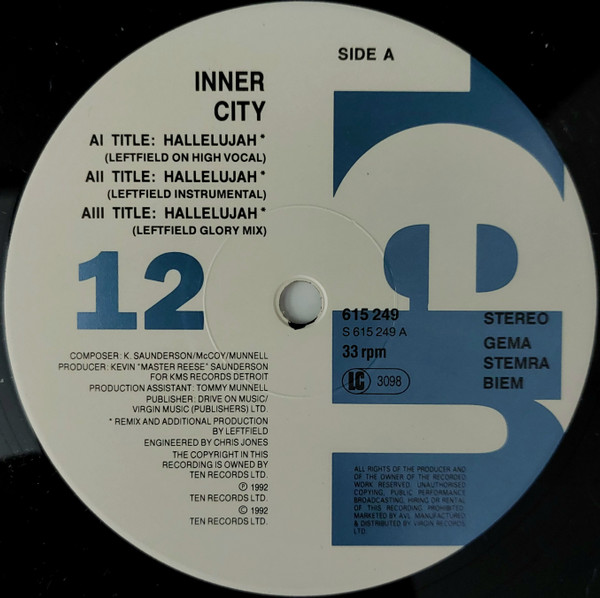 SIDE A
INNER
CITY
AI TITLE: HALLELUJAH*
(LEFTFIELD ON HIGH VOCAL)
AII TITLE: HALLELUJAH*
(LEFTFIELD INSTRUMENTAL)
AIII TITLE: HALLELUJAH*
(LEFTFIELD GLORY MIX)
12
ten
615 249
S 615 249 A
33 rpm
LC 3098
STEREO
GEMA
STEMRA
BIEM
COMPOSER: K. SAUNDERSON/McCOY/MUNNELL
PRODUCER: KEVIN "MASTER REESE" SAUNDERSON
FOR KMS RECORDS DETROIT
PRODUCTION ASSISTANT: TOMMY MUNNELL
PUBLISHER: DRIVE ON MUSIC/
VIRGIN MUSIC (PUBLISHERS) LTD.
* REMIX AND ADDITIONAL PRODUCTION
BY LEFTFIELD
ENGINEERED BY CHRIS JONES
THE COPYRIGHT IN THIS
RECORDING IS OWNED BY
TEN RECORDS LTD.
℗ 1992
TEN RECORDS LTD.
© 1992
TEN RECORDS LTD.
ALL RIGHTS OF THE PRODUCER AND
OF THE OWNER OF THE RECORDED
WORK RESERVED. UNAUTHORISED
COPYING, PUBLIC PERFORMANCE
BROADCASTING, HIRING OR RENTAL
OF THIS RECORDING PROHIBITED.
MARKETED BY AVL. MANUFACTURED
& DISTRIBUTED BY VIRGIN RECORDS
LTD.